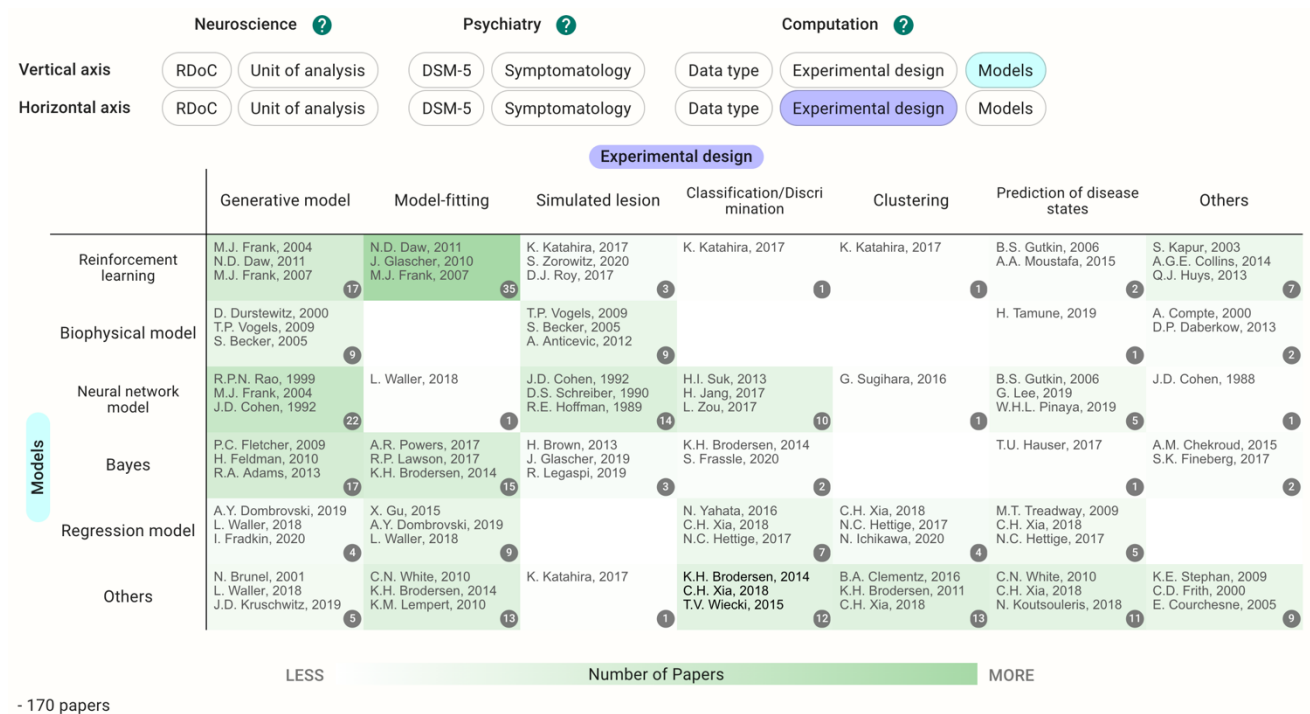 Neuroscience ?
Psychiatry ?
Computation ?
Vertical axis RDoC Unit of analysis DSM-5 Symptomatology Data type Experimental design Models
Horizontal axis RDoC Unit of analysis DSM-5 Symptomatology Data type Experimental design Models
Experimental design
Generative model
Model-fitting
Simulated lesion
Classification/Discri
mination
Clustering
Prediction of disease
states
Others
Models
Reinforcement
learning
M.J. Frank, 2004
N.D. Daw, 2011
M.J. Frank, 2007
17
N.D. Daw, 2011
J. Glascher, 2010
M.J. Frank, 2007
35
K. Katahira, 2017
S. Zorowitz, 2020
D.J. Roy, 2017
3
K. Katahira, 2017
1
K. Katahira, 2017
1
B.S. Gutkin, 2006
A.A. Moustafa, 2015
2
S. Kapur, 2003
A.G.E. Collins, 2014
Q.J. Huys, 2013
7
Biophysical model
D. Durstewitz, 2000
T.P. Vogels, 2009
S. Becker, 2005
9
T.P. Vogels, 2009
S. Becker, 2005
A. Anticevic, 2012
9
H. Tamune, 2019
1
A. Compte, 2000
D.P. Daberkow, 2013
2
Neural network
model
R.P.N. Rao, 1999
M.J. Frank, 2004
J.D. Cohen, 1992
22
L. Waller, 2018
1
J.D. Cohen, 1992
D.S. Schreiber, 1990
R.E. Hoffman, 1989
14
H.I. Suk, 2013
H. Jang, 2017
L. Zou, 2017
10
G. Sugihara, 2016
1
B.S. Gutkin, 2006
G. Lee, 2019
W.H.L. Pinaya, 2019
5
J.D. Cohen, 1988
1
Bayes
P.C. Fletcher, 2009
H. Feldman, 2010
R.A. Adams, 2013
17
A.R. Powers, 2017
R.P. Lawson, 2017
K.H. Brodersen, 2014
15
H. Brown, 2013
J. Glascher, 2019
R. Legaspi, 2019
3
K.H. Brodersen, 2014
S. Frassle, 2020
2
T.U. Hauser, 2017
1
A.M. Chekroud, 2015
S.K. Fineberg, 2017
2
Regression model
A.Y. Dombrovski, 2019
L. Waller, 2018
I. Fradkin, 2020
4
X. Gu, 2015
A.Y. Dombrovski, 2019
L. Waller, 2018
9
N. Yahata, 2016
C.H. Xia, 2018
N.C. Hettige, 2017
7
C.H. Xia, 2018
N.C. Hettige, 2017
N. Ichikawa, 2020
4
M.T. Treadway, 2009
C.H. Xia, 2018
N.C. Hettige, 2017
5
Others
N. Brunel, 2001
L. Waller, 2018
J.D. Kruschwitz, 2019
5
C.N. White, 2010
K.H. Brodersen, 2014
K.M. Lempert, 2010
13
K. Katahira, 2017
1
K.H. Brodersen, 2014
C.H. Xia, 2018
T.V. Wiecki, 2015
12
B.A. Clementz, 2016
K.H. Brodersen, 2011
C.H. Xia, 2018
13
C.N. White, 2010
C.H. Xia, 2018
N. Koutsouleris, 2018
11
K.E. Stephan, 2009
C.D. Frith, 2000
E. Courchesne, 2005
9
LESS Number of Papers MORE
- 170 papers